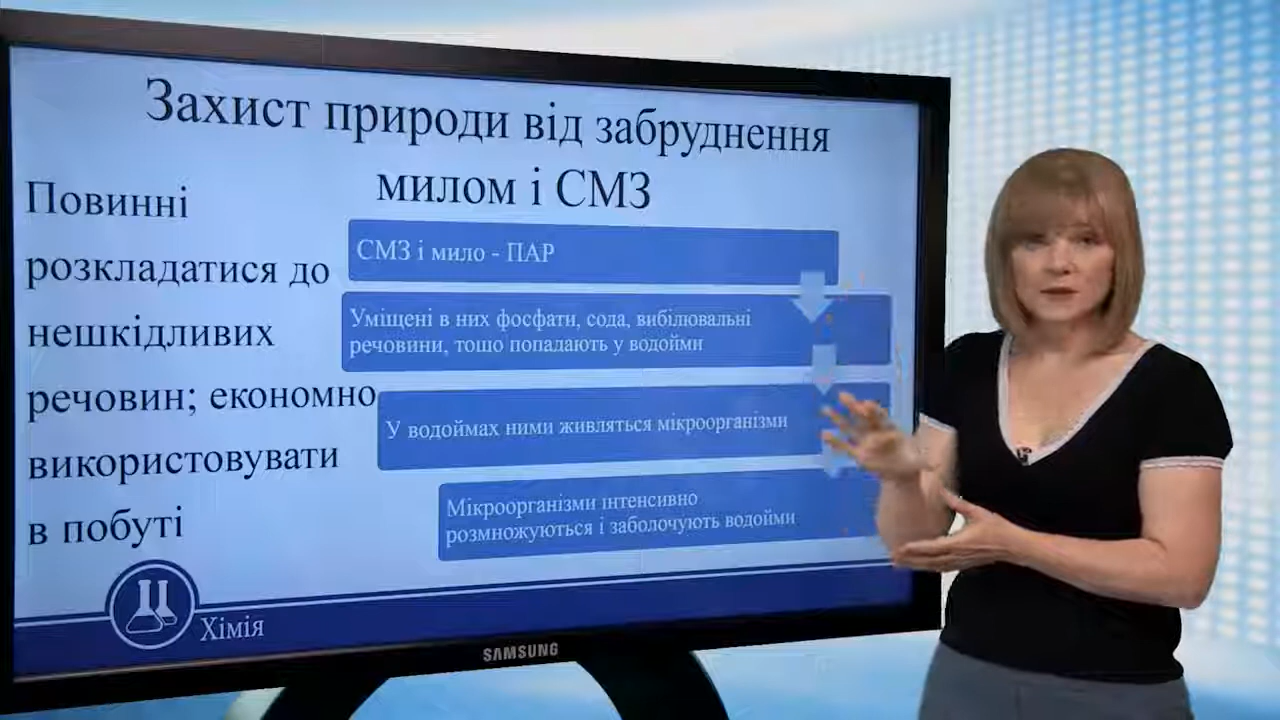 Захист природи від забруднення
милом і СМЗ
Повинні
розкладатися до
нешкідливих
речовин; економно
використовувати
в побуті
СМЗ і мило - ПАР
Уміщені в них фосфати, сода, вибілювальні
речовини, тошо попадають у водойми
У водоймах ними живляться мікроорганізми
Мікроорганізми інтенсивно
розмножуються і заболочують водойми
Хімія
SAMSUNG